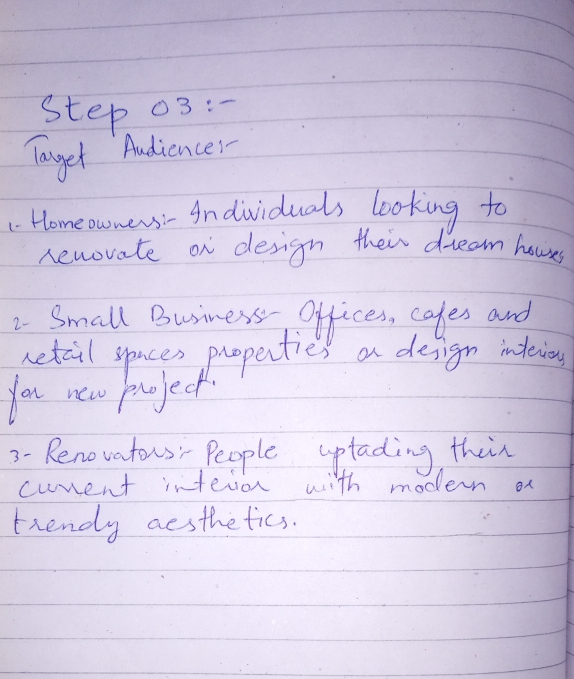 Step 03:-
Target Audience:-
1- Homeowners:- Individuals looking to
renovate or design their dream houses
2- Small Business:- Offices, cafes and
retail spaces properties or design interiors
for new project.
3- Renovators:- People uptading their
current interior with modern or
trendy aesthetics.